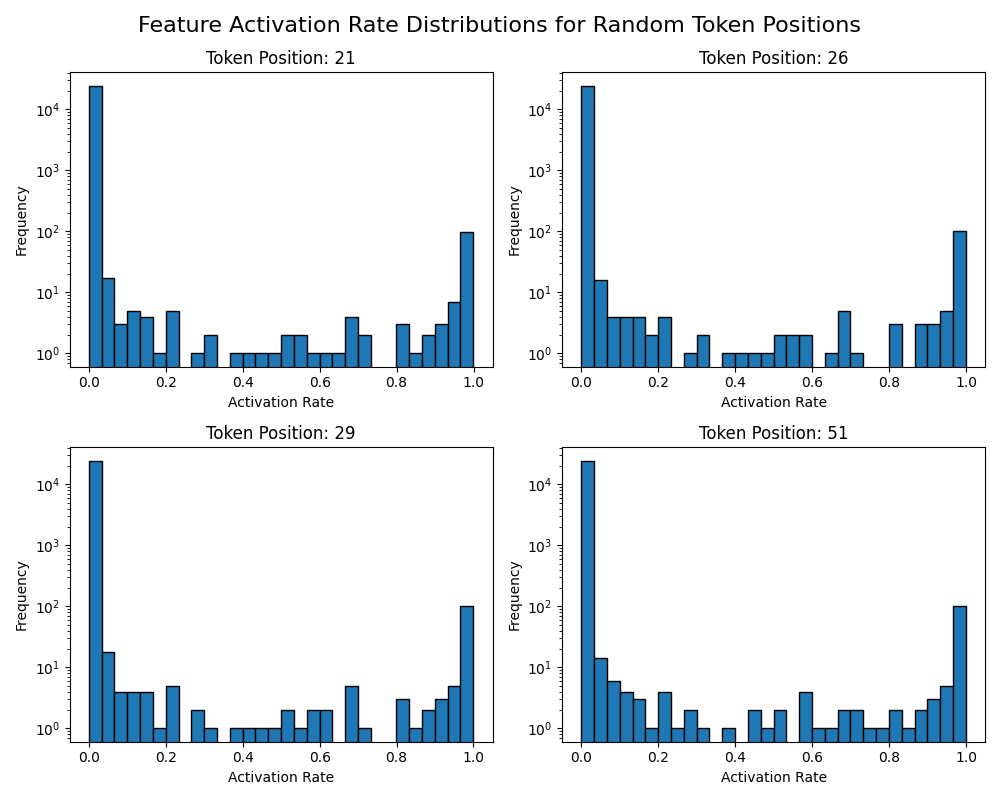 Feature Activation Rate Distributions for Random Token Positions
Token Position: 21
Frequency
10⁴
10³
10²
10¹
10⁰
0.0 0.2 0.4 0.6 0.8 1.0
Activation Rate
Token Position: 26
Frequency
10⁴
10³
10²
10¹
10⁰
0.0 0.2 0.4 0.6 0.8 1.0
Activation Rate
Token Position: 29
Frequency
10⁴
10³
10²
10¹
10⁰
0.0 0.2 0.4 0.6 0.8 1.0
Activation Rate
Token Position: 51
Frequency
10⁴
10³
10²
10¹
10⁰
0.0 0.2 0.4 0.6 0.8 1.0
Activation Rate